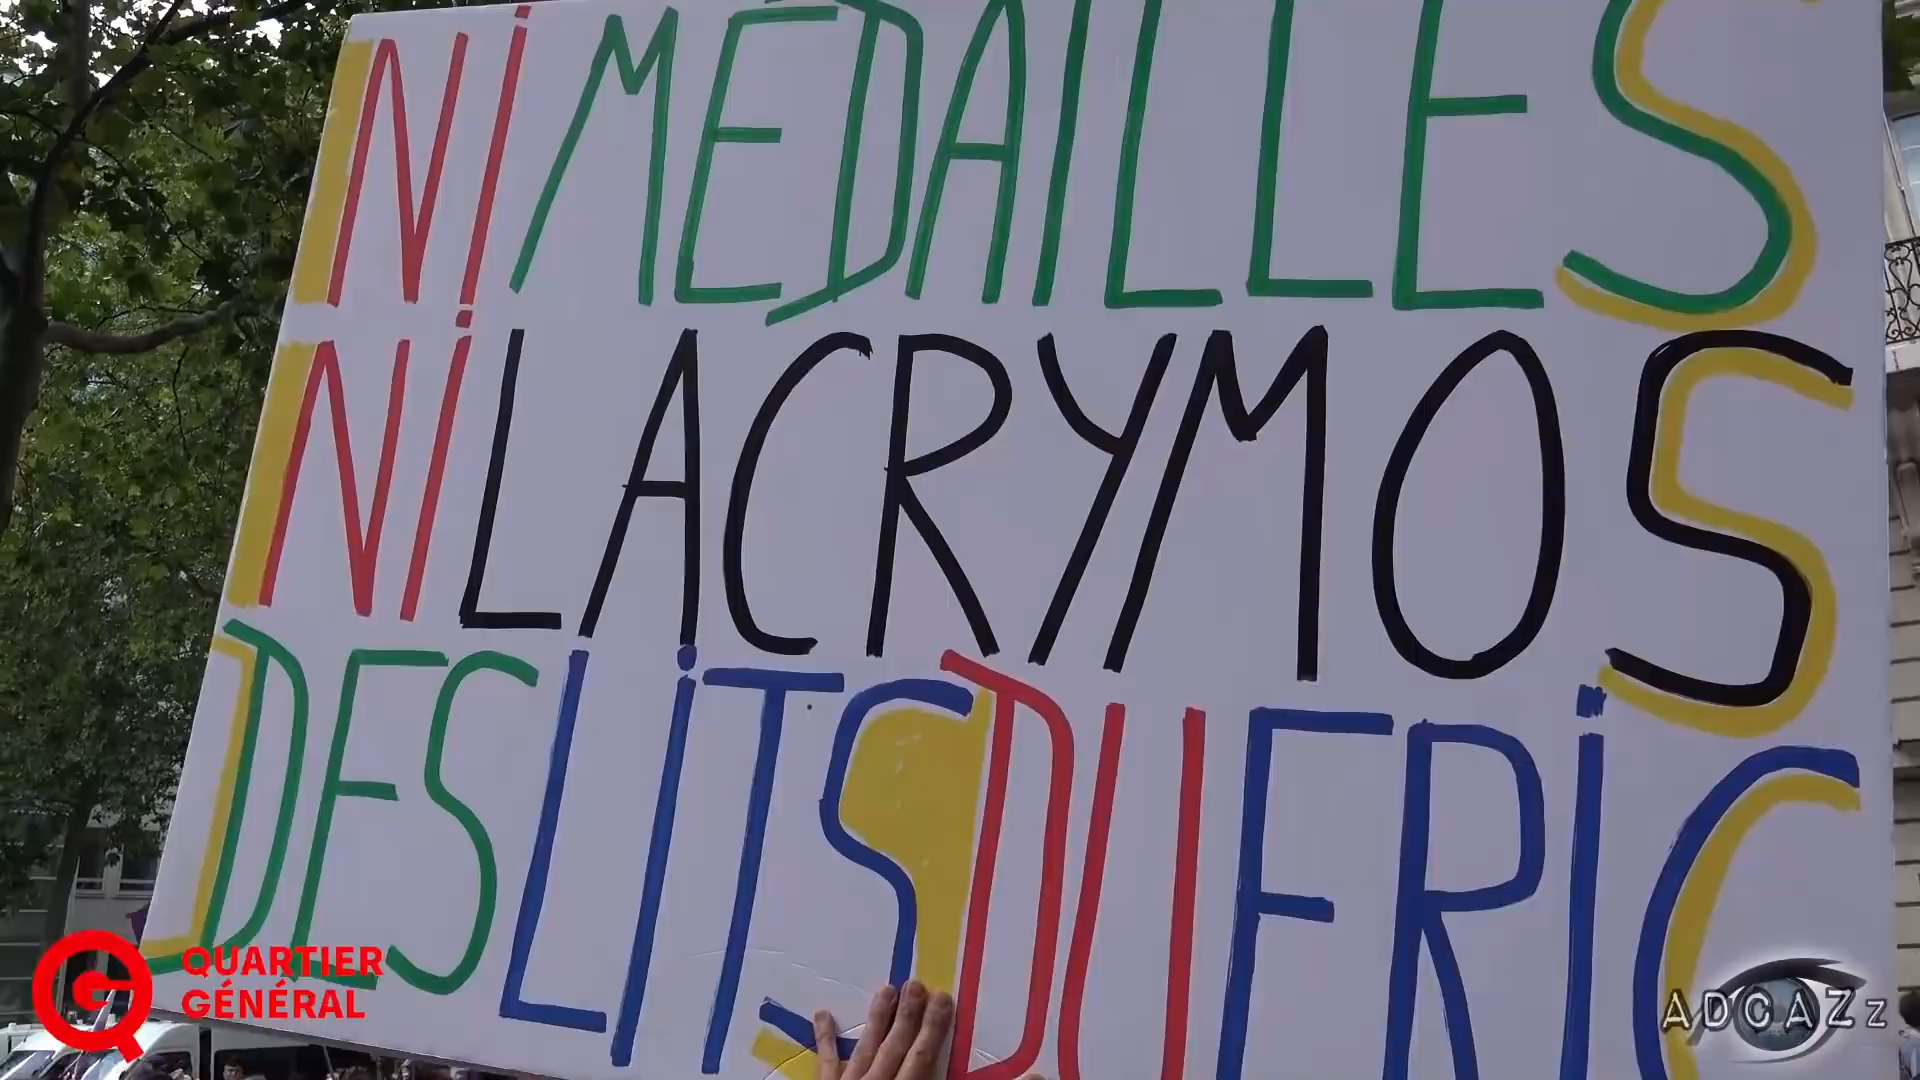 NI MÉDAILLES
NI LACRYMOS
DES LITS DU FRIC
QUARTIER
GÉNÉRAL
ADCAZz